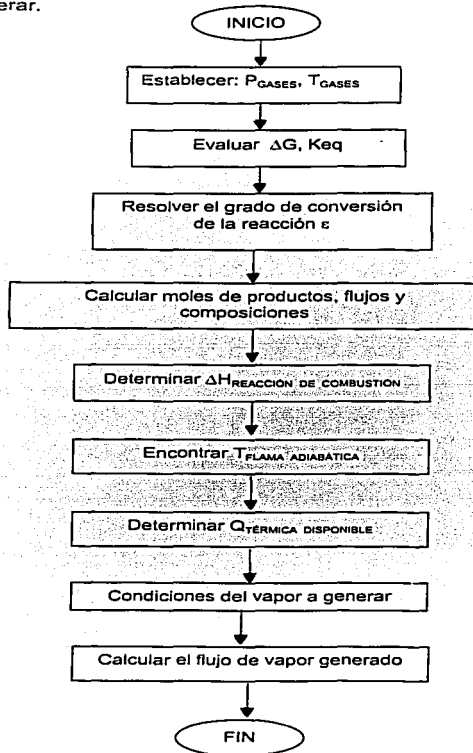 erar.
INICIO
Establecer: PGASES, TGASES
Evaluar ΔG, Keq
Resolver el grado de conversión
de la reacción ε
Calcular moles de productos, flujos y
composiciones
Determinar ΔHREACCIÓN DE COMBUSTION
Encontrar TFLAMA ADIABÁTICA
Determinar QTÉRMICA DISPONIBLE
Condiciones del vapor a generar
Calcular el flujo de vapor generado
FIN